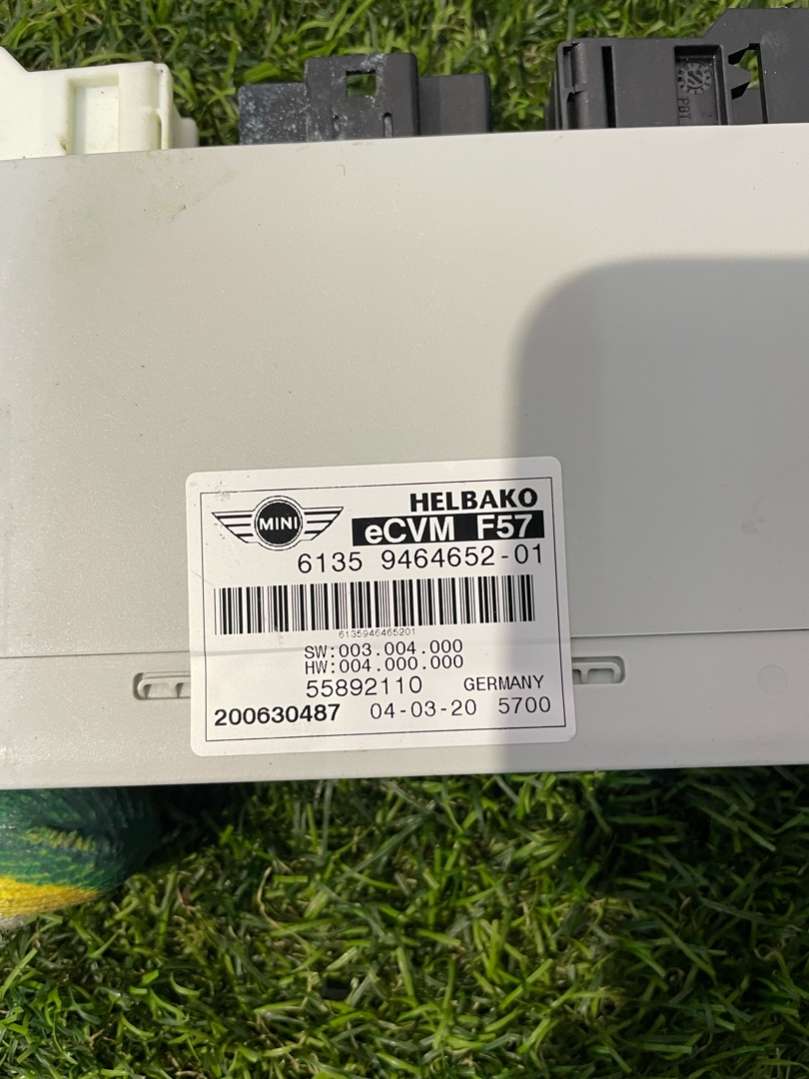 PBT
MINI
HELBAKO
eCVM F57
6135 9464652-01
6135946465201
SW:003.004.000
HW:004.000.000
55892110 GERMANY
200630487 04-03-20 5700